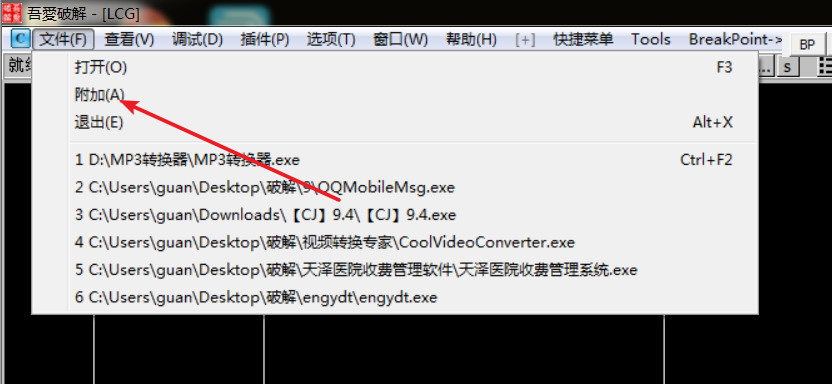 吾愛破解 - [LCG]
C 文件(F) 查看(V) 调试(D) 插件(P) 选项(T) 窗口(W) 帮助(H) [+] 快捷菜单 Tools BreakPoint-> BP
打开(O) F3
附加(A)
退出(E) Alt+X
1 D:\MP3转换器\MP3转换器.exe Ctrl+F2
2 C:\Users\guan\Desktop\破解\9\QQMobileMsg.exe
3 C:\Users\guan\Downloads\【CJ】9.4\【CJ】9.4.exe
4 C:\Users\guan\Desktop\破解\视频转换专家\CoolVideoConverter.exe
5 C:\Users\guan\Desktop\破解\天泽医院收费管理软件\天泽医院收费管理系统.exe
6 C:\Users\guan\Desktop\破解\engydt\engydt.exe